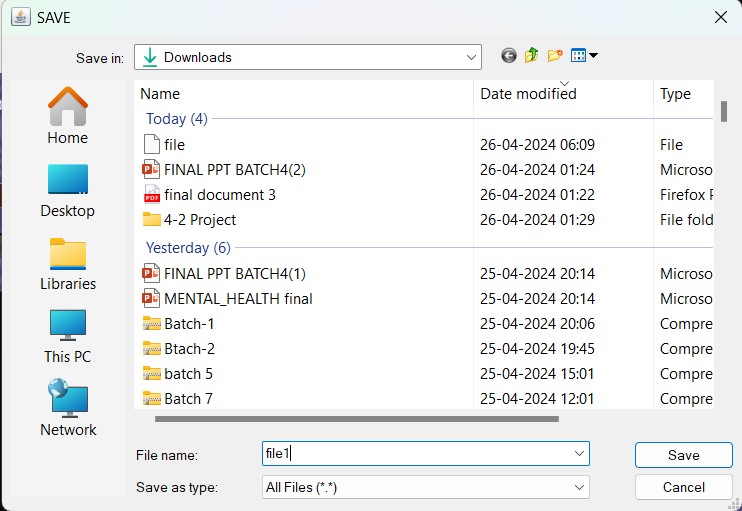 SAVE
Save in: Downloads
Name Date modified Type
Today (4)
file 26-04-2024 06:09 File
FINAL PPT BATCH4(2) 26-04-2024 01:24 Microso
PDF final document 3 26-04-2024 01:22 Firefox P
4-2 Project 26-04-2024 01:29 File fold
Yesterday (6)
FINAL PPT BATCH4(1) 25-04-2024 20:14 Microso
MENTAL_HEALTH final 25-04-2024 20:14 Microso
Batch-1 25-04-2024 20:06 Compre
Btach-2 25-04-2024 19:45 Compre
batch 5 25-04-2024 15:01 Compre
Batch 7 25-04-2024 12:01 Compre
Home
Desktop
Libraries
This PC
Network
File name: file1 Save
Save as type: All Files (*.*) Cancel